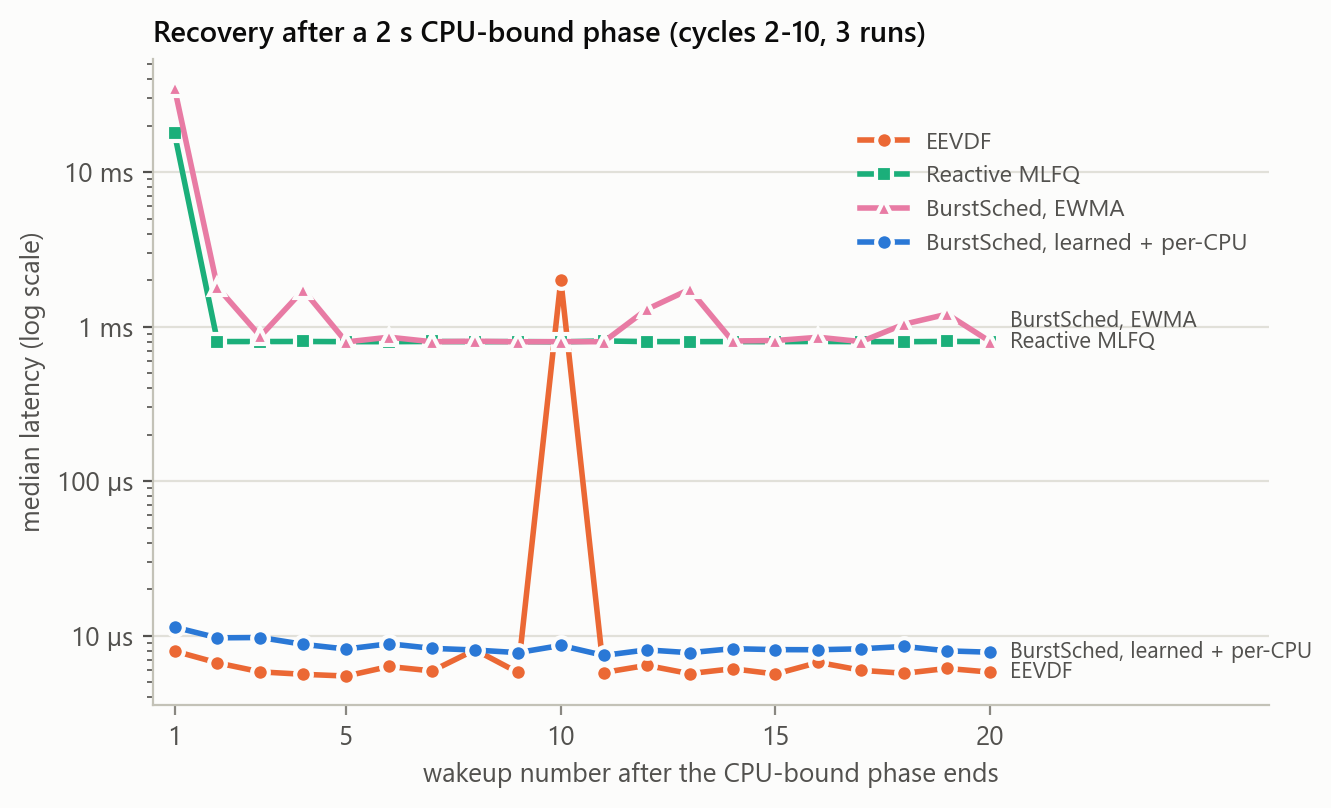 Recovery after a 2 s CPU-bound phase (cycles 2-10, 3 runs)
EEVDF
Reactive MLFQ
BurstSched, EWMA
BurstSched, learned + per-CPU
10 ms
1 ms
100 µs
10 µs
median latency (log scale)
BurstSched, EWMA
Reactive MLFQ
BurstSched, learned + per-CPU
EEVDF
1 5 10 15 20
wakeup number after the CPU-bound phase ends